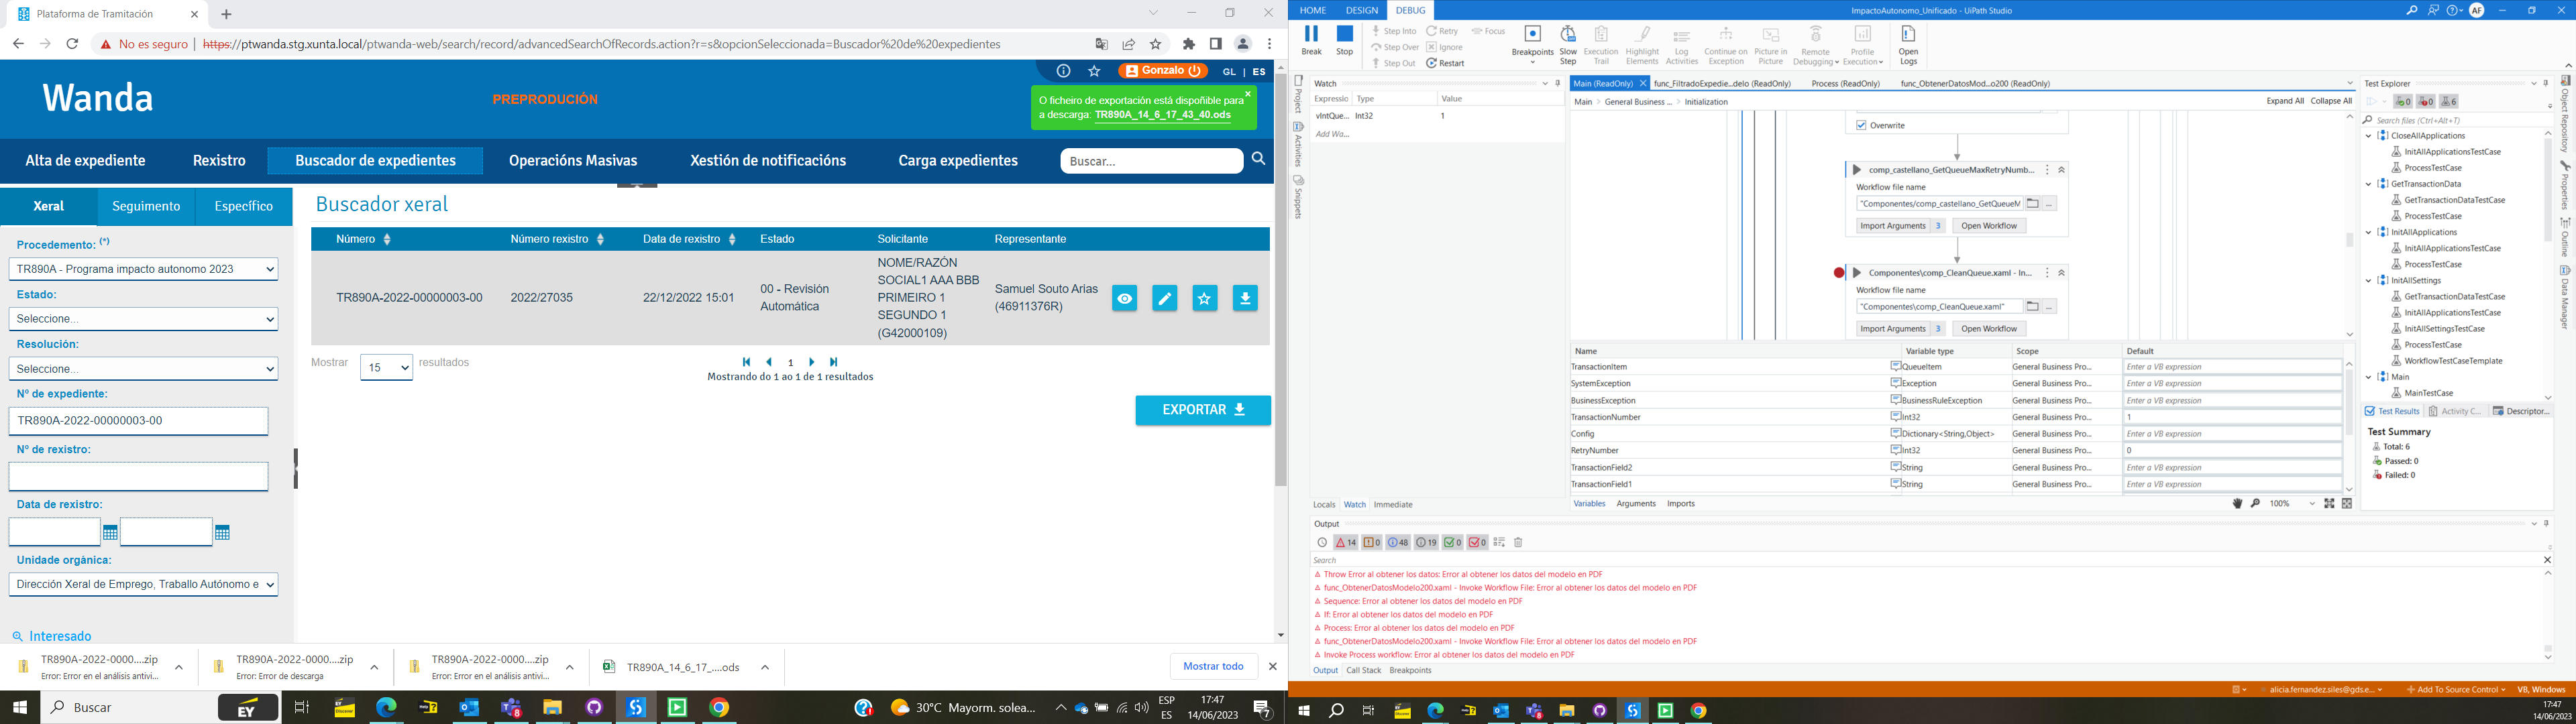 Plataforma de Tramitación
No es seguro
https://ptwanda.stg.xunta.local/ptwanda-web/search/record/advancedSearchOfRecords.action?r=s&opcionSeleccionada=Buscador%20de%20expedientes
Wanda
PREPRODUCIÓN
Gonzalo
GL | ES
O ficheiro de exportación está dispoñible para
a descarga: TR890A_14_6_17_43_40.ods
Alta de expediente
Rexistro
Buscador de expedientes
Operacións Masivas
Xestión de notificacións
Carga expedientes
Buscar...
Xeral
Seguimento
Específico
Procedemento: (*)
TR890A - Programa impacto autonomo 2023
Estado:
Seleccione...
Resolución:
Seleccione...
Nº de expediente:
TR890A-2022-00000003-00
Nº de rexistro:
Data de rexistro:
Unidade orgánica:
Dirección Xeral de Emprego, Traballo Autónomo e
Interesado
Buscador xeral
Número
Número rexistro
Data de rexistro
Estado
Solicitante
Representante
TR890A-2022-00000003-00
2022/27035
22/12/2022 15:01
00 - Revisión
Automática
NOME/RAZÓN
SOCIAL1 AAA BBB
PRIMEIRO 1
SEGUNDO 1
(G42000109)
Samuel Souto Arias
(46911376R)
Mostrar
15
resultados
1
Mostrando do 1 ao 1 de 1 resultados
EXPORTAR
TR890A-2022-0000....zip
Error: Error en el análisis antivi...
TR890A-2022-0000....zip
Error: Error de descarga
TR890A-2022-0000....zip
Error: Error en el análisis antivi...
TR890A_14_6_17_....ods
Mostrar todo
Buscar
EY
30°C Mayorm. solea...
ESP
ES
17:47
14/06/2023
7
HOME
DESIGN
DEBUG
ImpactoAutonomo_Unificado - UiPath Studio
AF
Break
Stop
Step Into
Step Over
Step Out
Retry
Ignore
Restart
Focus
Breakpoints
Slow
Step
Execution
Trail
Highlight
Elements
Log
Activities
Continue on
Exception
Picture in
Picture
Remote
Debugging
Profile
Execution
Open
Logs
Project
Activities
Snippets
Watch
Expressio
Type
Value
vIntQue...
Int32
1
Add Wa...
Locals
Watch
Immediate
Main (ReadOnly)
func_FiltradoExpedie...delo (ReadOnly)
Process (ReadOnly)
func_ObtenerDatosMod...o200 (ReadOnly)
Main > General Business ... > Initialization
Expand All
Collapse All
Overwrite
comp_castellano_GetQueueMaxRetryNumb...
Workflow file name
"Componentes/comp_castellano_GetQueueM
Import Arguments 3
Open Workflow
Componentes\comp_CleanQueue.xaml - In...
Workflow file name
"Componentes\comp_CleanQueue.xaml"
Import Arguments 3
Open Workflow
Name
Variable type
Scope
Default
TransactionItem QueueItem General Business Pro... Enter a VB expression
SystemException Exception General Business Pro... Enter a VB expression
BusinessException BusinessRuleException General Business Pro... Enter a VB expression
TransactionNumber Int32 General Business Pro... 1
Config Dictionary<String,Object> General Business Pro... Enter a VB expression
RetryNumber Int32 General Business Pro... 0
TransactionField2 String General Business Pro... Enter a VB expression
TransactionField1 String General Business Pro... Enter a VB expression
Variables
Arguments
Imports
100%
Output
14
0
48
19
0
0
Search
Throw Error al obtener los datos: Error al obtener los datos del modelo en PDF
func_ObtenerDatosModelo200.xaml - Invoke Workflow File: Error al obtener los datos del modelo en PDF
Sequence: Error al obtener los datos del modelo en PDF
If: Error al obtener los datos del modelo en PDF
Process: Error al obtener los datos del modelo en PDF
func_ObtenerDatosModelo200.xaml - Invoke Workflow File: Error al obtener los datos del modelo en PDF
Invoke Process workflow: Error al obtener los datos del modelo en PDF
Output
Call Stack
Breakpoints
Test Explorer
0
0
6
Search files (Ctrl+Alt+T)
CloseAllApplications
InitAllApplicationsTestCase
ProcessTestCase
GetTransactionData
GetTransactionDataTestCase
ProcessTestCase
InitAllApplications
InitAllApplicationsTestCase
ProcessTestCase
InitAllSettings
GetTransactionDataTestCase
InitAllApplicationsTestCase
InitAllSettingsTestCase
ProcessTestCase
WorkflowTestCaseTemplate
Main
MainTestCase
Test Results
Activity C...
Descriptor...
Test Summary
Total: 6
Passed: 0
Failed: 0
Object Repository
Properties
Outline
Data Manager
alicia.fernandez.siles@gds.e...
Add To Source Control
VB, Windows
17:47
14/06/2023